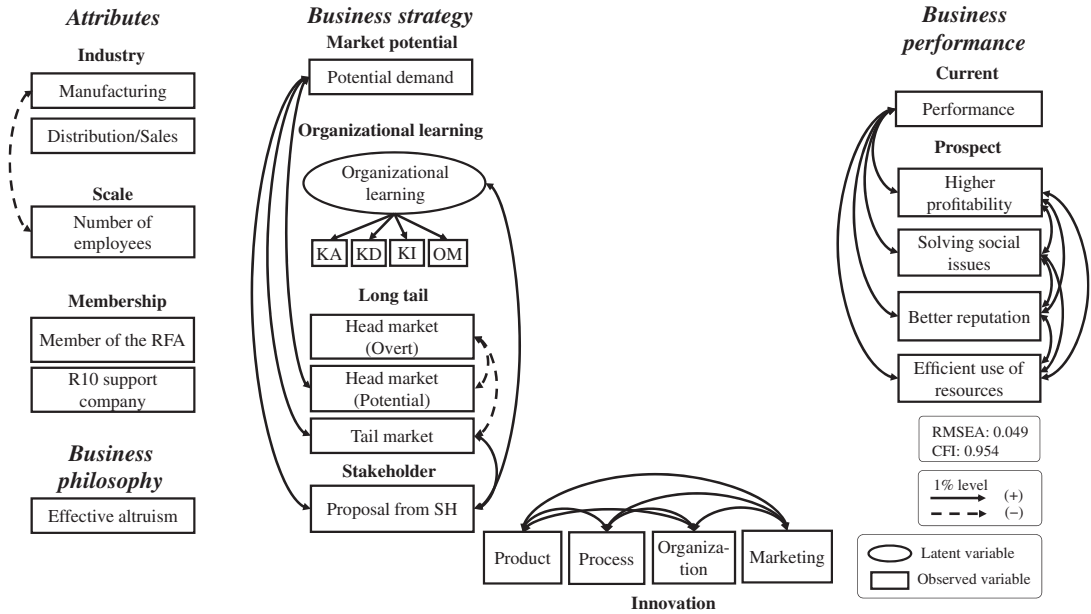 Attributes
Industry
Manufacturing
Distribution/Sales
Scale
Number of
employees
Membership
Member of the RFA
R10 support
company
Business
philosophy
Effective altruism
Business strategy
Market potential
Potential demand
Organizational learning
Organizational
learning
KA KD KI OM
Long tail
Head market
(Overt)
Head market
(Potential)
Tail market
Stakeholder
Proposal from SH
Product Process Organiza-
tion Marketing
Innovation
Business
performance
Current
Performance
Prospect
Higher
profitability
Solving social
issues
Better reputation
Efficient use of
resources
RMSEA: 0.049
CFI: 0.954
1% level
(+)
(−)
Latent variable
Observed variable